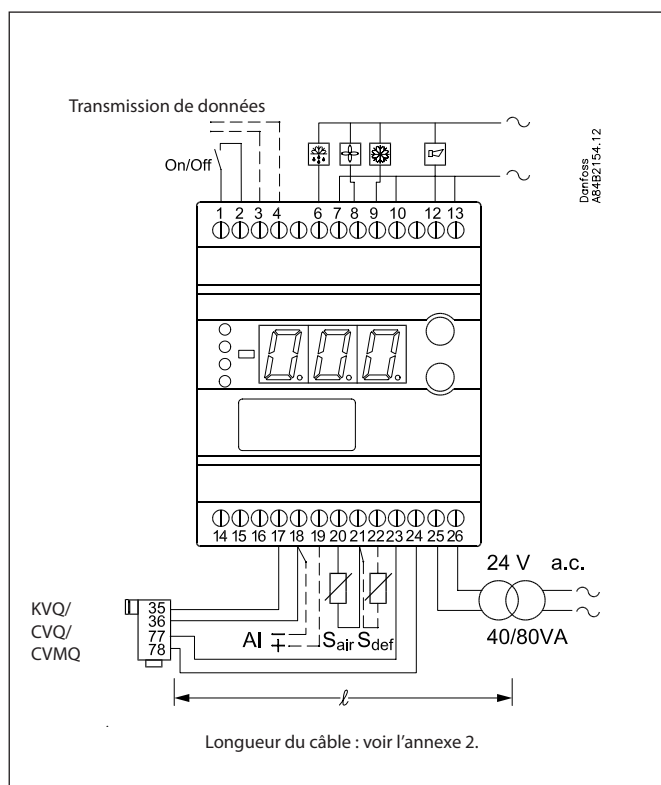 Transmission de données
On/Off
Danfoss
A84B2154.12
1 2 3 4 6 7 8 9 10 12 13
14 15 16 17 18 19 20 21 22 23 24 25 26
24 V a.c.
40/80VA
KVQ/
CVQ/
CVMQ
35
36
77
78
AI
S air S def
ℓ
Longueur du câble : voir l'annexe 2.